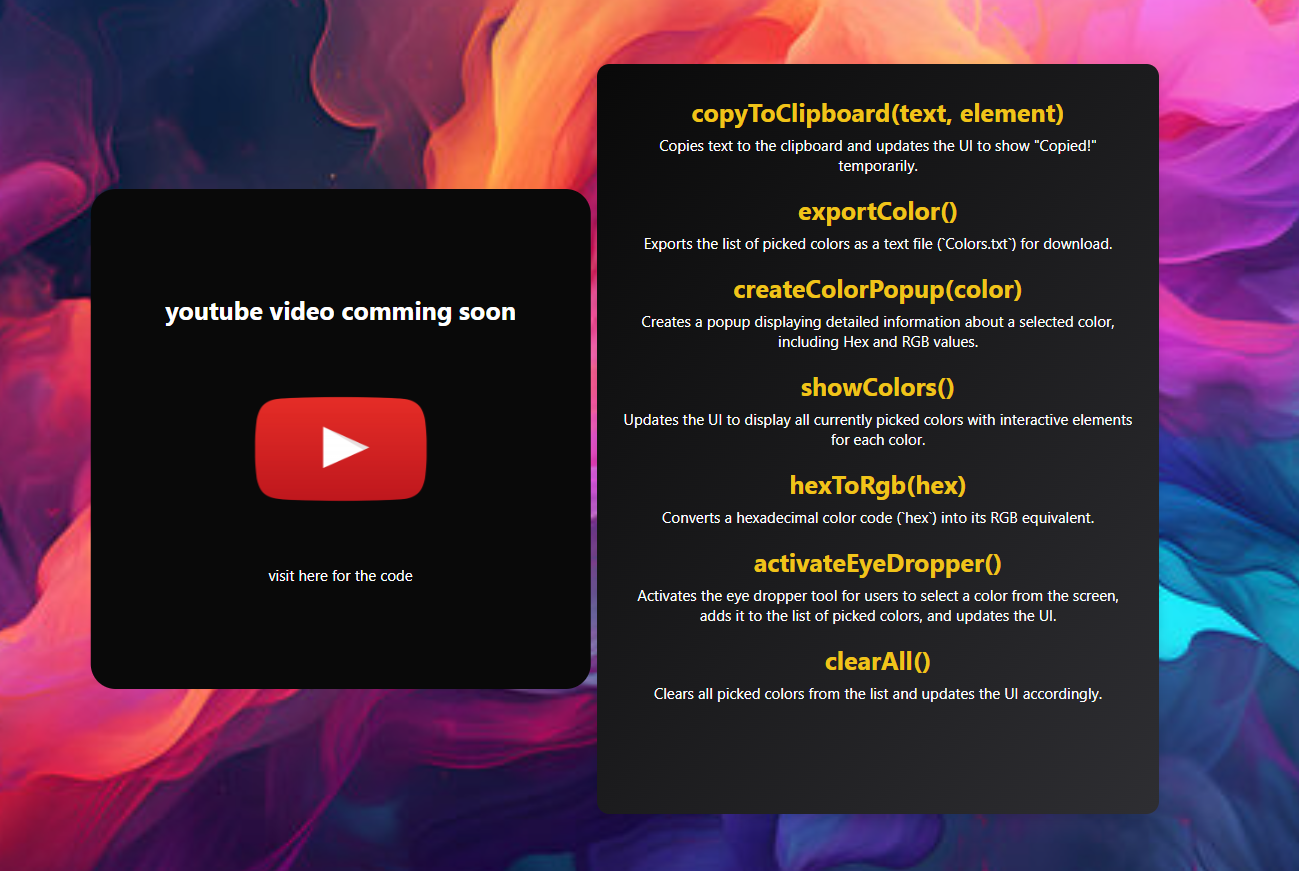 youtube video comming soon
visit here for the code
copyToClipboard(text, element)
Copies text to the clipboard and updates the UI to show "Copied!"
temporarily.
exportColor()
Exports the list of picked colors as a text file (`Colors.txt`) for download.
createColorPopup(color)
Creates a popup displaying detailed information about a selected color,
including Hex and RGB values.
showColors()
Updates the UI to display all currently picked colors with interactive elements
for each color.
hexToRgb(hex)
Converts a hexadecimal color code (`hex`) into its RGB equivalent.
activateEyeDropper()
Activates the eye dropper tool for users to select a color from the screen,
adds it to the list of picked colors, and updates the UI.
clearAll()
Clears all picked colors from the list and updates the UI accordingly.